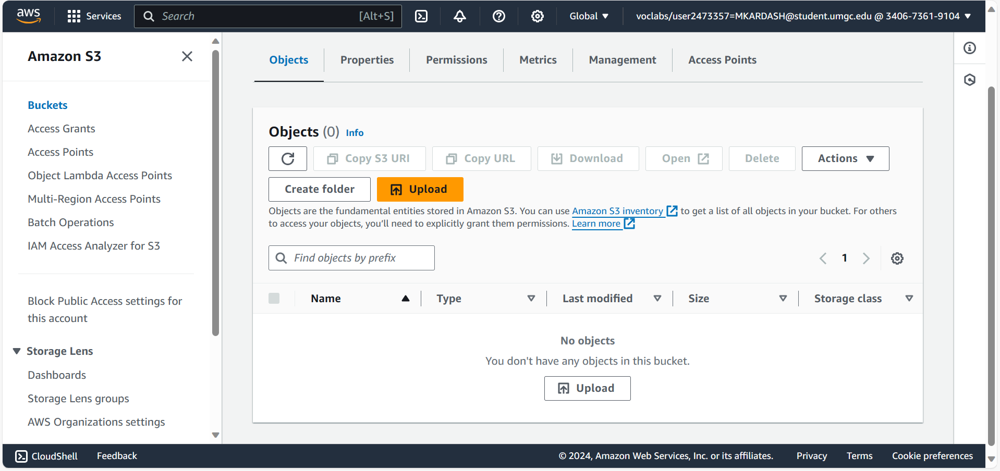 aws
Services
Search [Alt+S]
Global
voclabs/user2473357=MKARDASH@student.umgc.edu @ 3406-7361-9104
Amazon S3
Buckets
Access Grants
Access Points
Object Lambda Access Points
Multi-Region Access Points
Batch Operations
IAM Access Analyzer for S3
Block Public Access settings for
this account
Storage Lens
Dashboards
Storage Lens groups
AWS Organizations settings
Objects
Properties
Permissions
Metrics
Management
Access Points
Objects (0) Info
Copy S3 URI
Copy URL
Download
Open
Delete
Actions
Create folder
Upload
Objects are the fundamental entities stored in Amazon S3. You can use Amazon S3 inventory to get a list of all objects in your bucket. For others
to access your objects, you’ll need to explicitly grant them permissions. Learn more
Find objects by prefix
1
Name
Type
Last modified
Size
Storage class
No objects
You don't have any objects in this bucket.
Upload
CloudShell
Feedback
© 2024, Amazon Web Services, Inc. or its affiliates.
Privacy
Terms
Cookie preferences